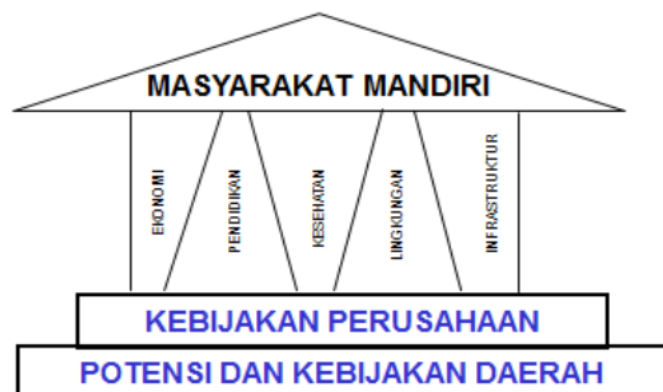 MASYARAKAT MANDIRI
EKONOMI
PENDIDIKAN
KESEHATAN
LINGKUNGAN
INFRASTRUKTUR
KEBIJAKAN PERUSAHAAN
POTENSI DAN KEBIJAKAN DAERAH